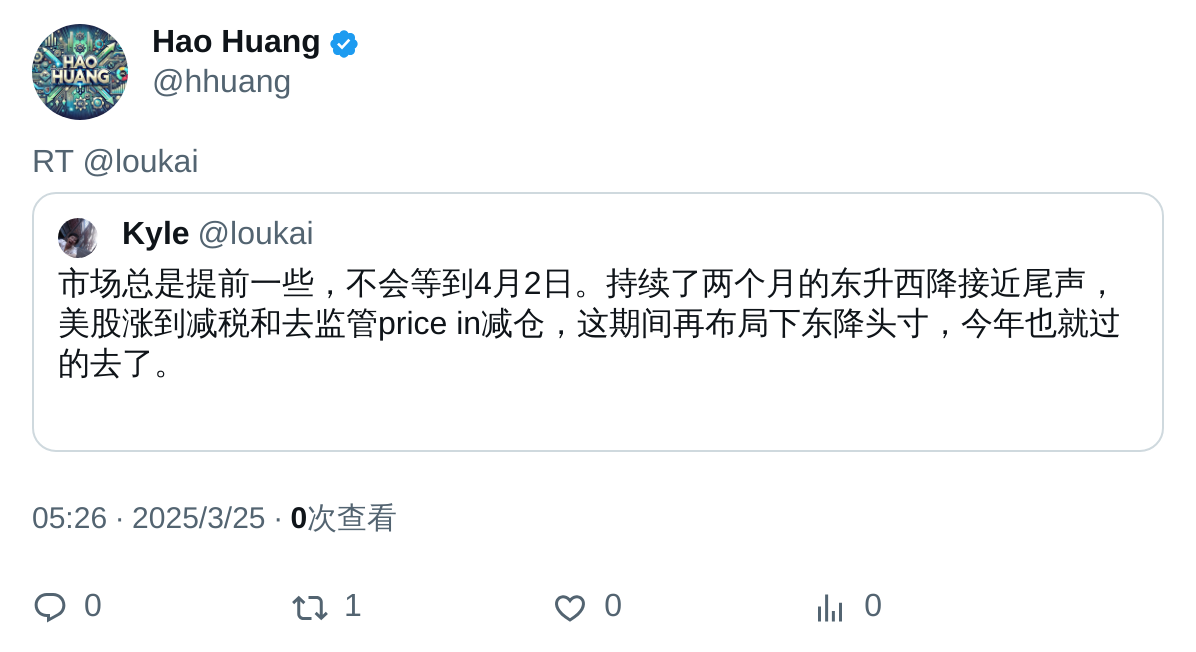 HAO
HUANG
Hao Huang
@hhuang
RT @loukai
Kyle @loukai
市场总是提前一些，不会等到4月2日。持续了两个月的东升西降接近尾声，
美股涨到减税和去监管price in减仓，这期间再布局下东降头寸，今年也就过
的去了。
05:26 · 2025/3/25 · 0次查看
0 1 0 0